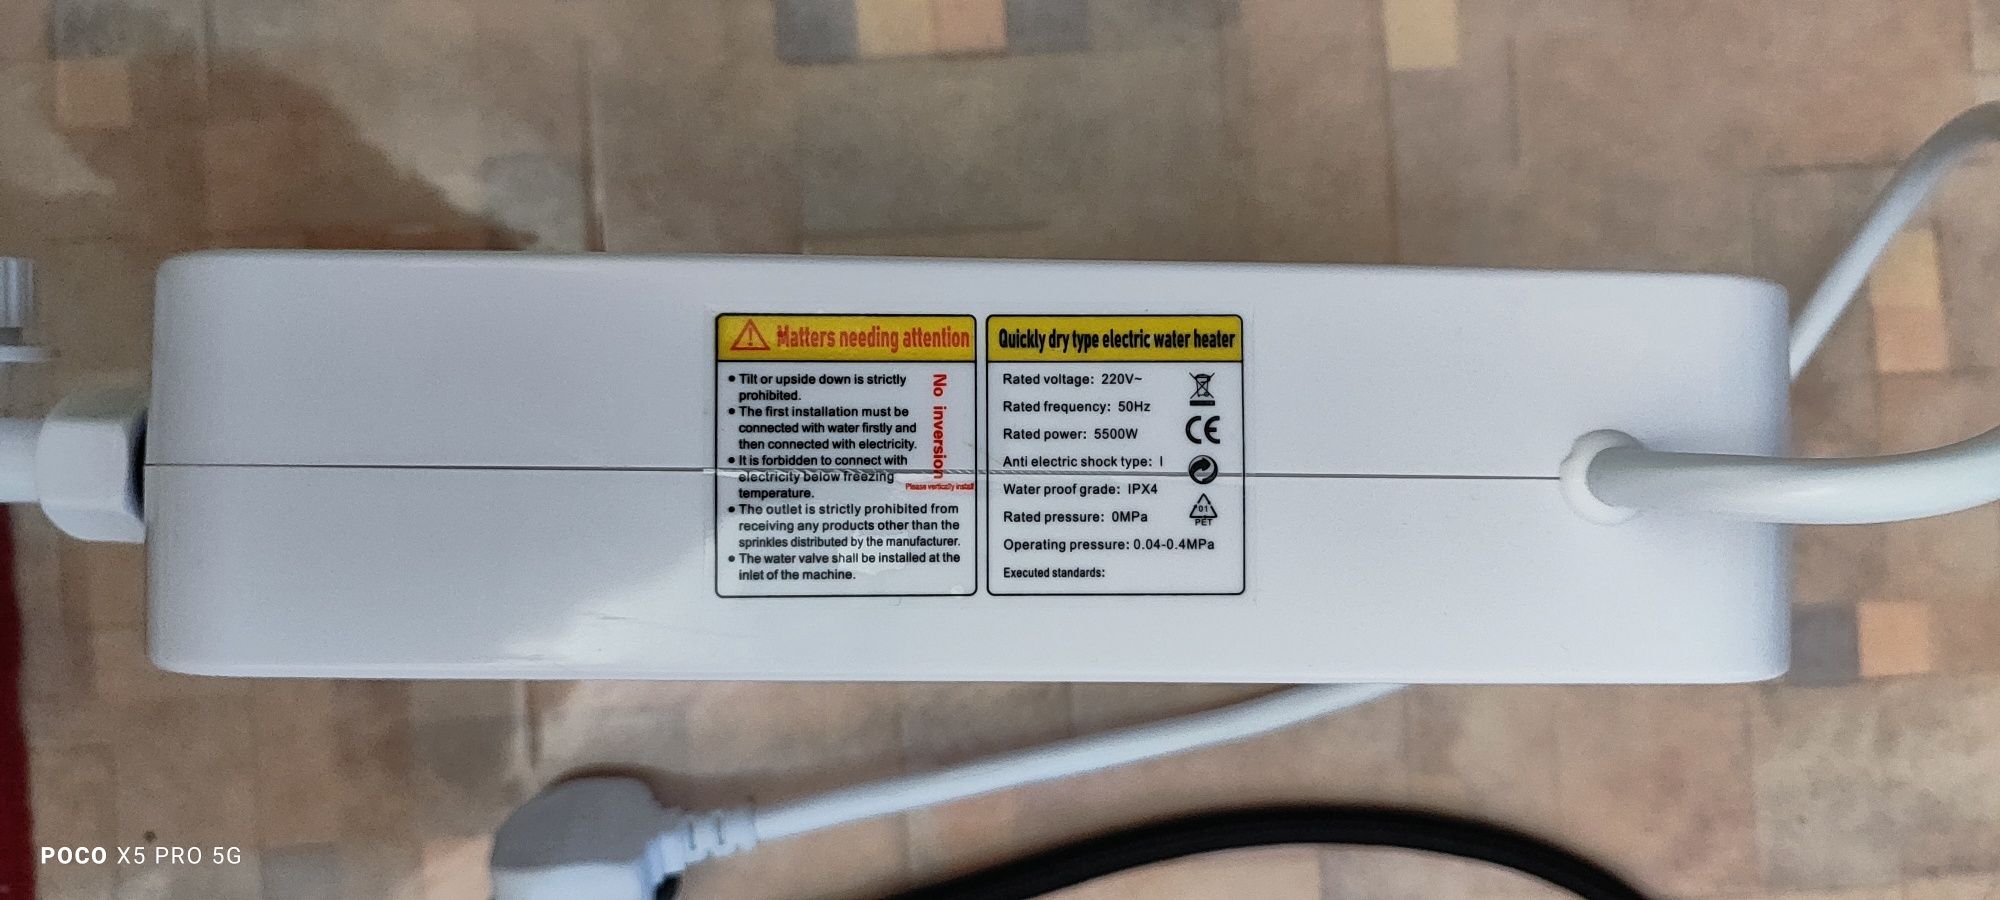 Matters needing attention
• Tilt or upside down is strictly
prohibited.
• The first installation must be
connected with water firstly and
then connected with electricity.
• It is forbidden to connect with
electricity below freezing
temperature.
• The outlet is strictly prohibited from
receiving any products other than the
sprinkles distributed by the manufacturer.
• The water valve shall be installed at the
inlet of the machine.
No inversion
Please vertically install
Quickly dry type electric water heater
Rated voltage: 220V~
Rated frequency: 50Hz
Rated power: 5500W
Anti electric shock type: I
Water proof grade: IPX4
Rated pressure: 0MPa
Operating pressure: 0.04-0.4MPa
Executed standards:
CE
01
PET
POCO X5 PRO 5G